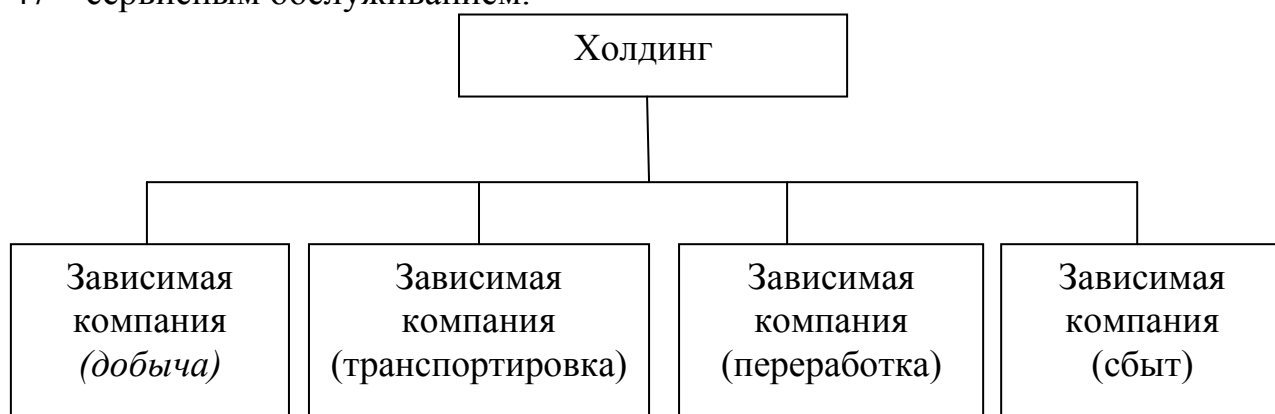 сервисным обслуживанием.
Холдинг
Зависимая
компания
(добыча)
Зависимая
компания
(транспортировка)
Зависимая
компания
(переработка)
Зависимая
компания
(сбыт)